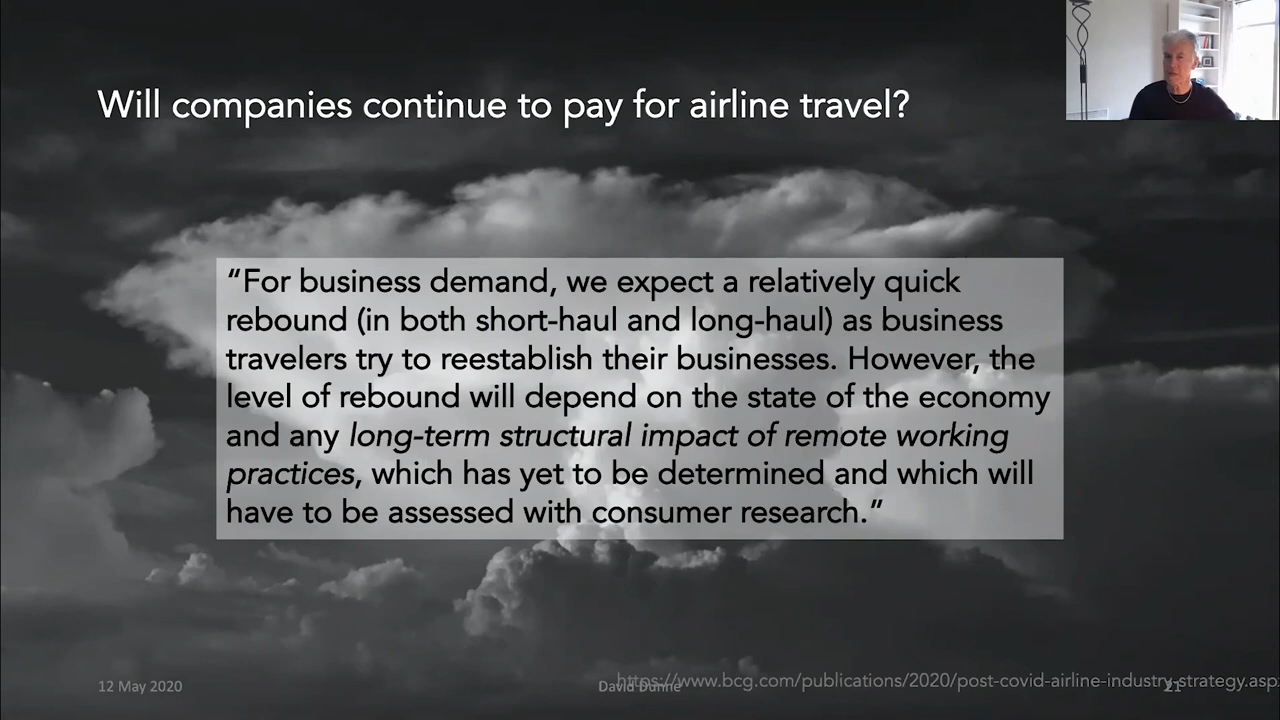 Will companies continue to pay for airline travel?
“For business demand, we expect a relatively quick
rebound (in both short-haul and long-haul) as business
travelers try to reestablish their businesses. However, the
level of rebound will depend on the state of the economy
and any long-term structural impact of remote working
practices, which has yet to be determined and which will
have to be assessed with consumer research.”
12 May 2020
David Dunne
https://www.bcg.com/publications/2020/post-covid-airline-industry-strategy.asp
21